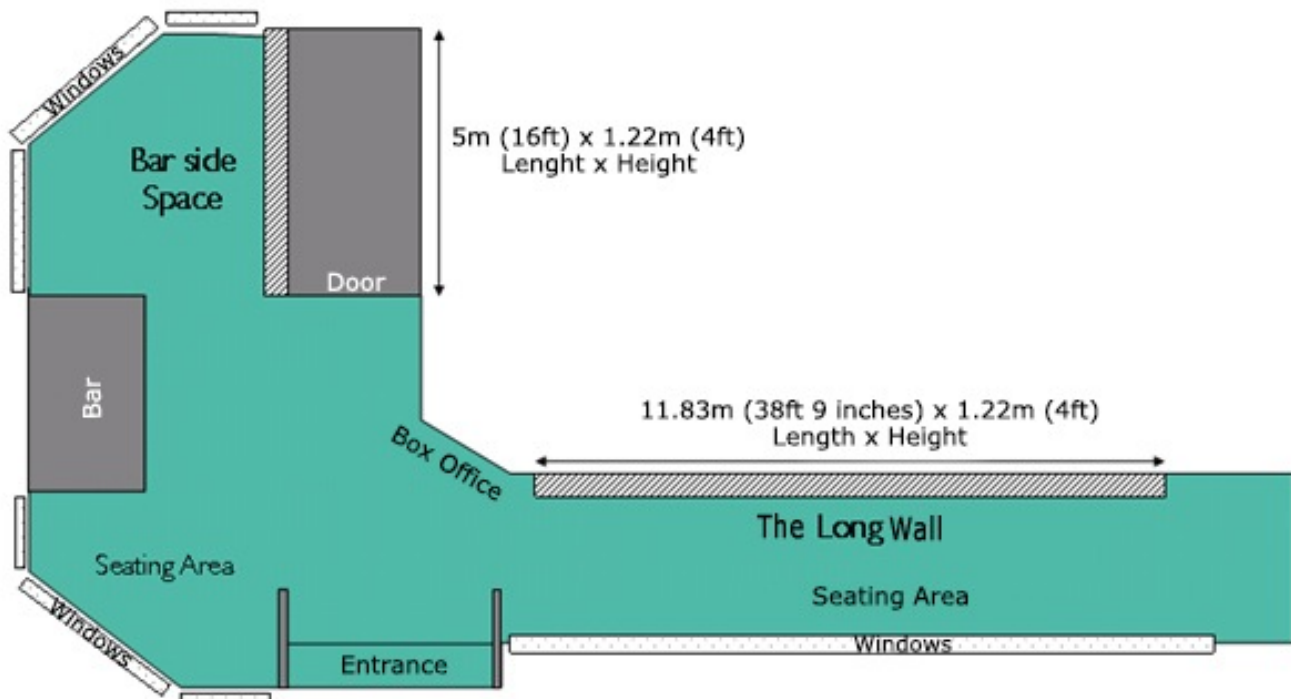 Windows
Bar side
Space
5m (16ft) x 1.22m (4ft)
Lenght x Height
Door
Bar
11.83m (38ft 9 inches) x 1.22m (4ft)
Length x Height
Box Office
The Long Wall
Seating Area
Seating Area
Windows
Windows
Entrance